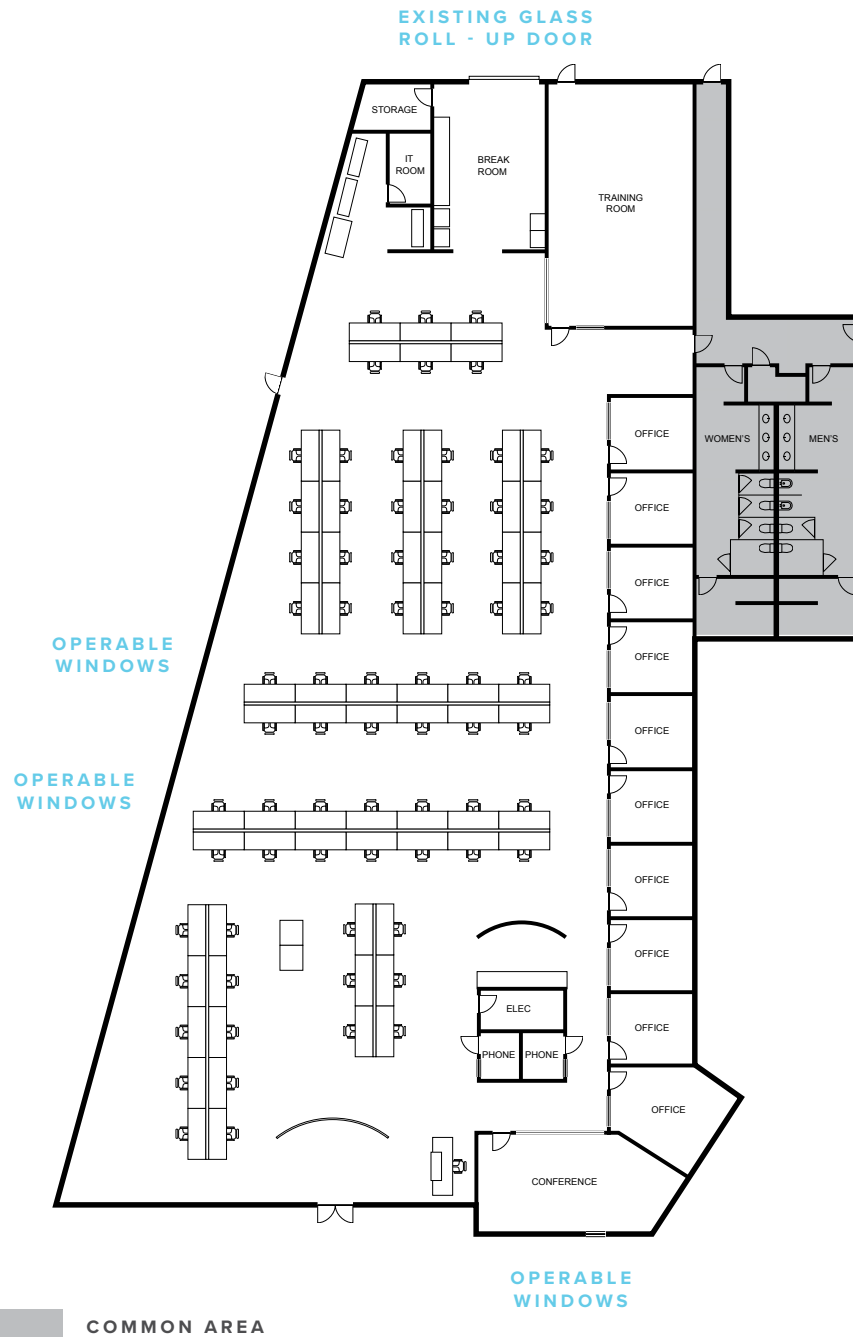 EXISTING GLASS
ROLL - UP DOOR
STORAGE
IT
ROOM
BREAK
ROOM
TRAINING
ROOM
OFFICE
WOMEN'S
MEN'S
OFFICE
OFFICE
OPERABLE
WINDOWS
OFFICE
OFFICE
OPERABLE
WINDOWS
OFFICE
OFFICE
OFFICE
ELEC
OFFICE
PHONE
PHONE
OFFICE
CONFERENCE
OPERABLE
WINDOWS
COMMON AREA